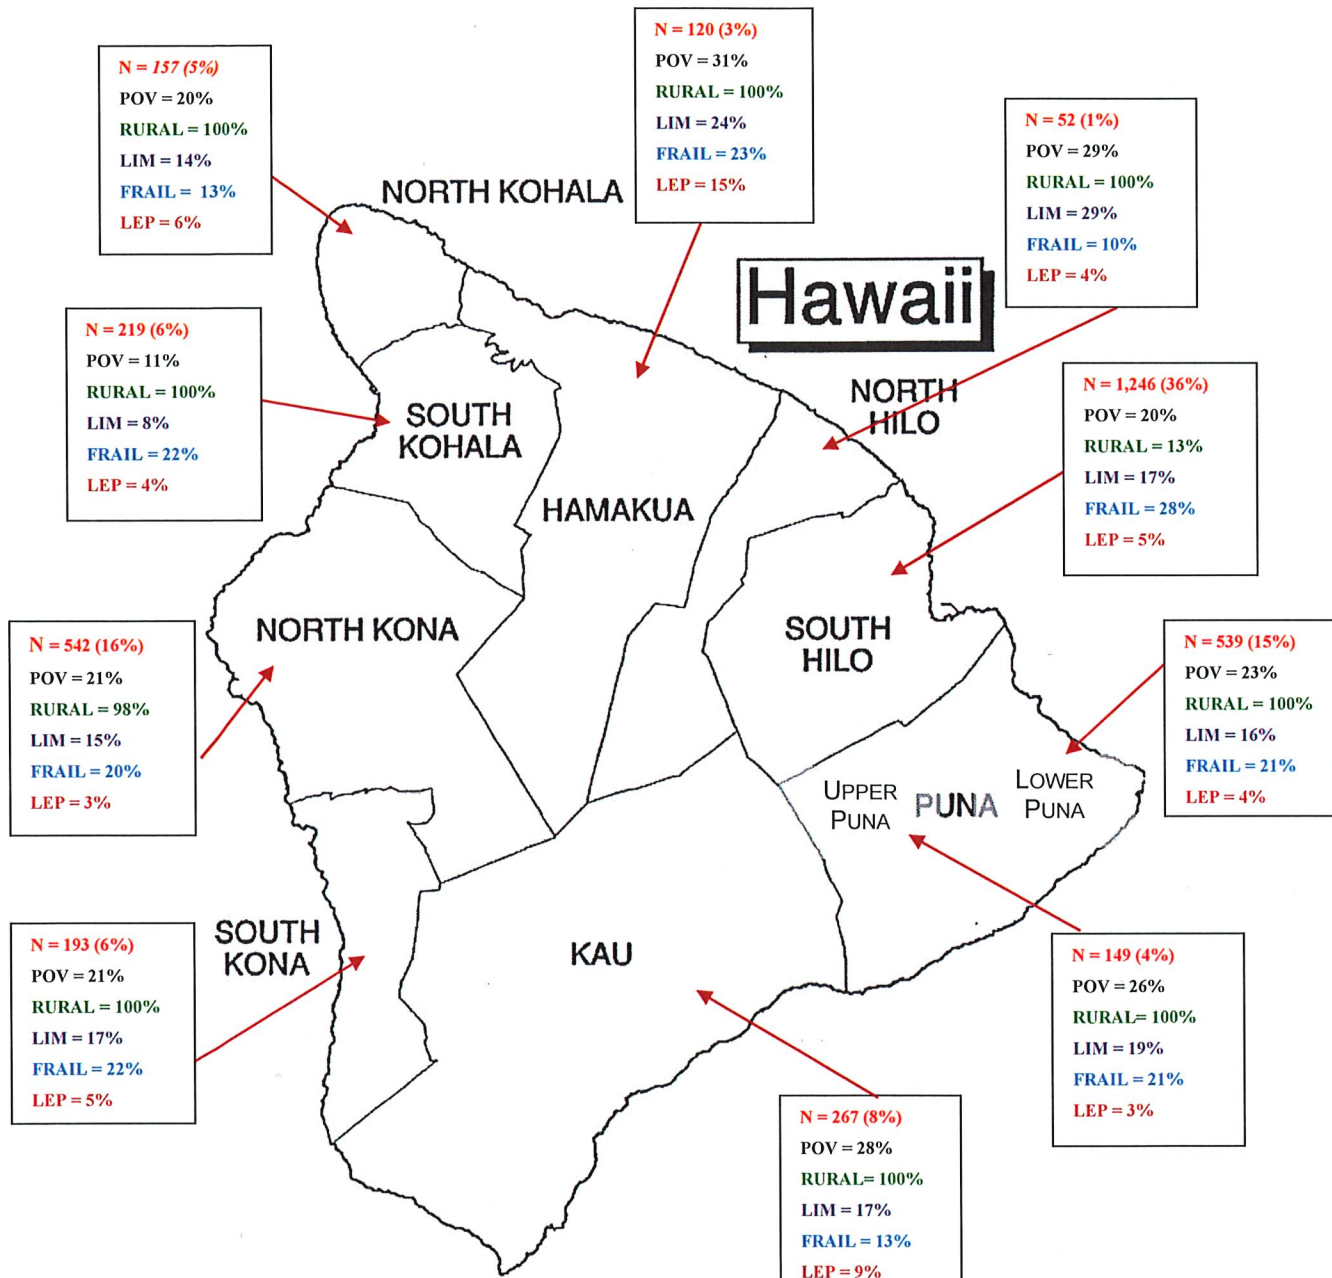 N = 157 (5%)
POV = 20%
RURAL = 100%
LIM = 14%
FRAIL = 13%
LEP = 6%
N = 120 (3%)
POV = 31%
RURAL = 100%
LIM = 24%
FRAIL = 23%
LEP = 15%
N = 52 (1%)
POV = 29%
RURAL = 100%
LIM = 29%
FRAIL = 10%
LEP = 4%
NORTH KOHALA
Hawaii
N = 219 (6%)
POV = 11%
RURAL = 100%
LIM = 8%
FRAIL = 22%
LEP = 4%
SOUTH
KOHALA
HAMAKUA
NORTH
HILO
N = 1,246 (36%)
POV = 20%
RURAL = 13%
LIM = 17%
FRAIL = 28%
LEP = 5%
N = 542 (16%)
POV = 21%
RURAL = 98%
LIM = 15%
FRAIL = 20%
LEP = 3%
NORTH KONA
SOUTH
HILO
N = 539 (15%)
POV = 23%
RURAL = 100%
LIM = 16%
FRAIL = 21%
LEP = 4%
UPPER
PUNA
PUNA
LOWER
PUNA
N = 193 (6%)
POV = 21%
RURAL = 100%
LIM = 17%
FRAIL = 22%
LEP = 5%
SOUTH
KONA
KAU
N = 149 (4%)
POV = 26%
RURAL= 100%
LIM = 19%
FRAIL = 21%
LEP = 3%
N = 267 (8%)
POV = 28%
RURAL= 100%
LIM = 17%
FRAIL = 13%
LEP = 9%